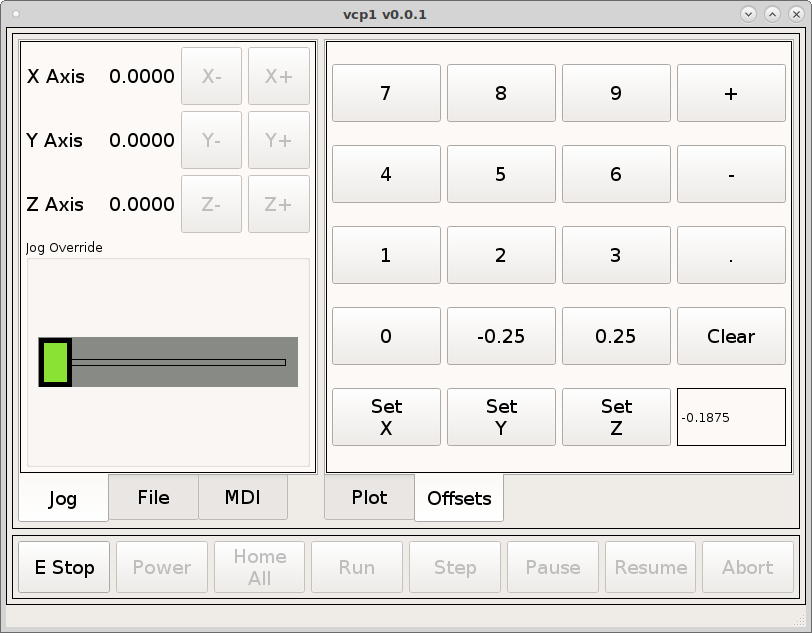 vcp1 v0.0.1
X Axis 0.0000 X- X+
Y Axis 0.0000 Y- Y+
Z Axis 0.0000 Z- Z+
Jog Override
Jog File MDI
7 8 9 +
4 5 6 -
1 2 3 .
0 -0.25 0.25 Clear
Set
X
Set
Y
Set
Z
-0.1875
Plot Offsets
E Stop
Power
Home
All
Run
Step
Pause
Resume
Abort